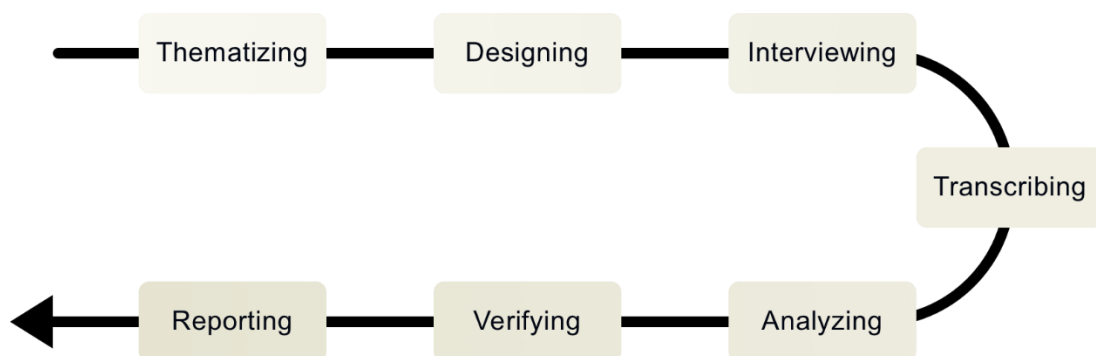 Thematizing
Designing
Interviewing
Transcribing
Analyzing
Verifying
Reporting